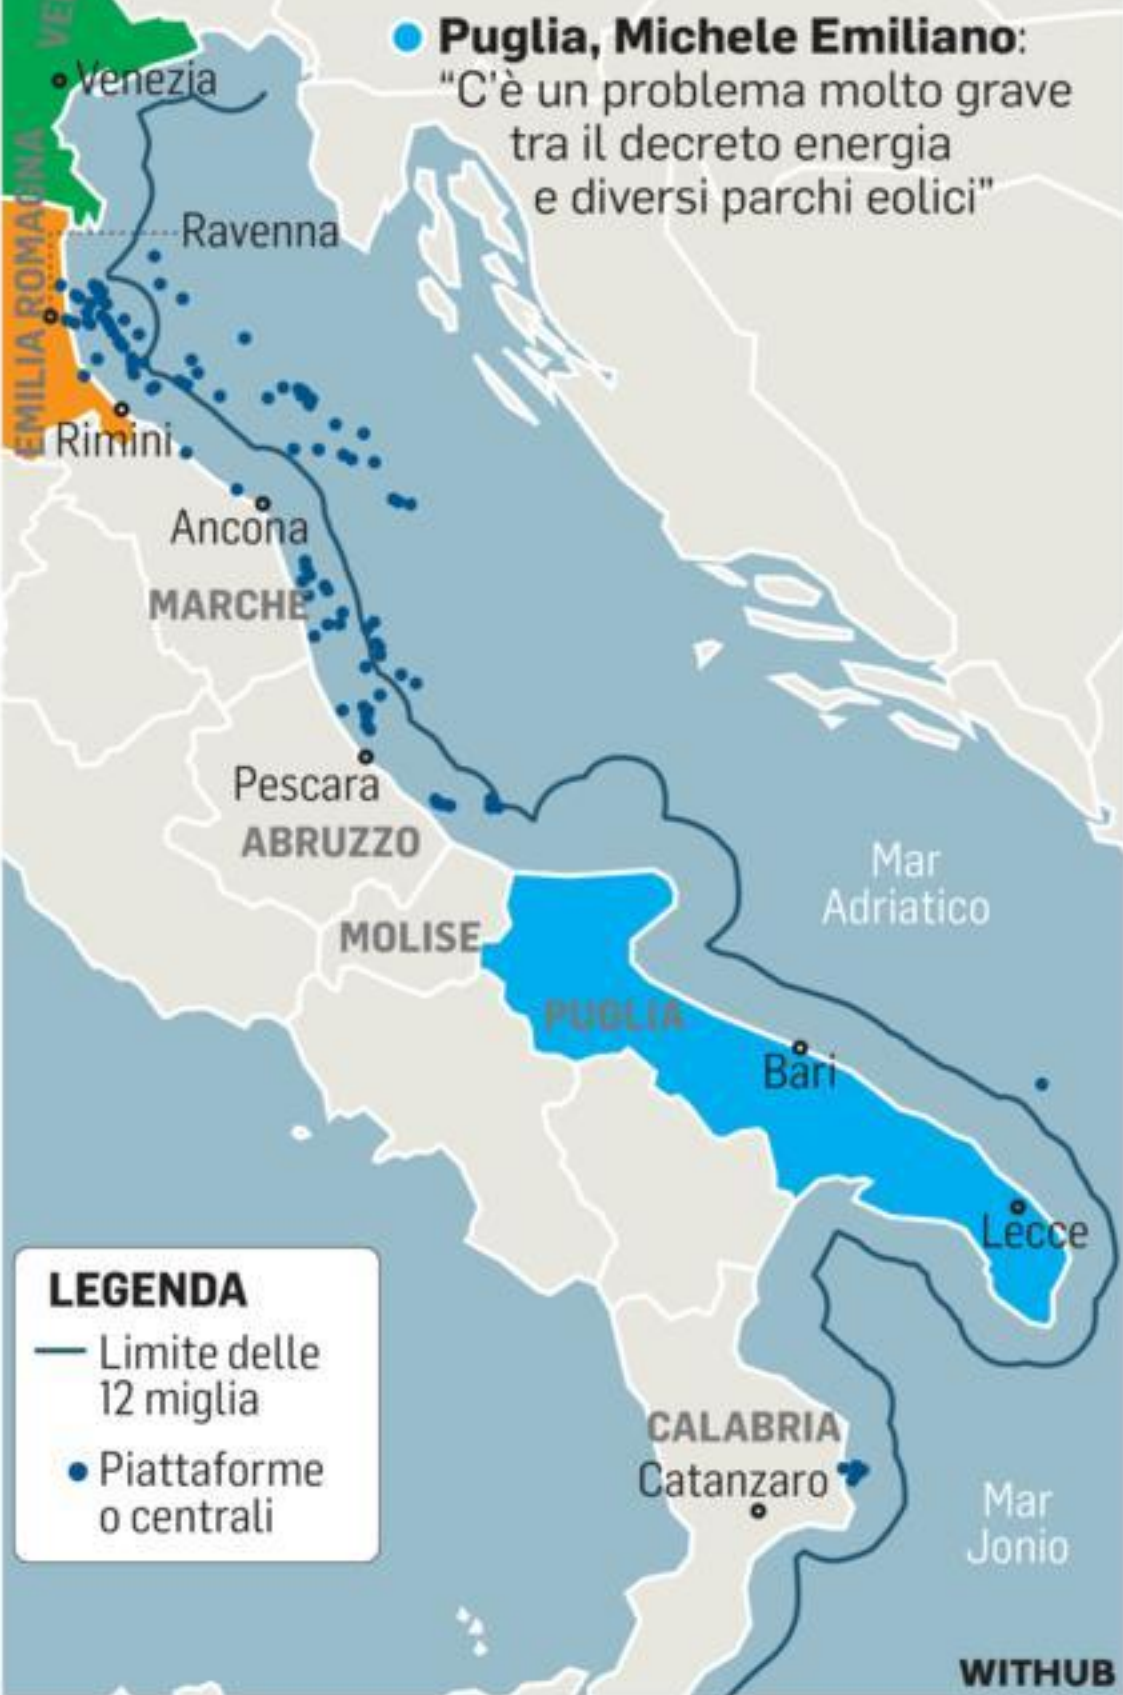 Puglia, Michele Emiliano:
“C'è un problema molto grave
tra il decreto energia
e diversi parchi eolici”
Venezia
EMILIA ROMAGNA
Ravenna
Rimini
Ancona
MARCHE
Pescara
ABRUZZO
MOLISE
Mar
Adriatico
PUGLIA
Bari
Lecce
LEGENDA
Limite delle
12 miglia
Piattaforme
o centrali
CALABRIA
Catanzaro
Mar
Jonio
WITHUB